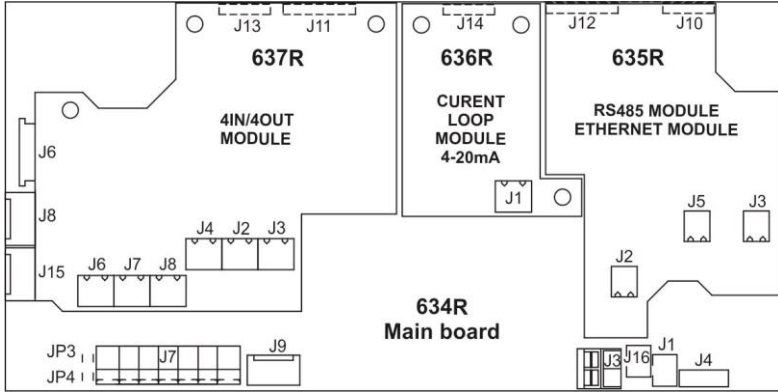 J13 J11 J14 J12 J10
637R 636R 635R
4IN/4OUT
MODULE
CURENT
LOOP
MODULE
4-20mA
RS485 MODULE
ETHERNET MODULE
J6
J8
J15
J1
J5 J3
J4 J2 J3
J6 J7 J8
J2
634R
Main board
JP3
JP4
J7
J9
J3
J16
J1
J4